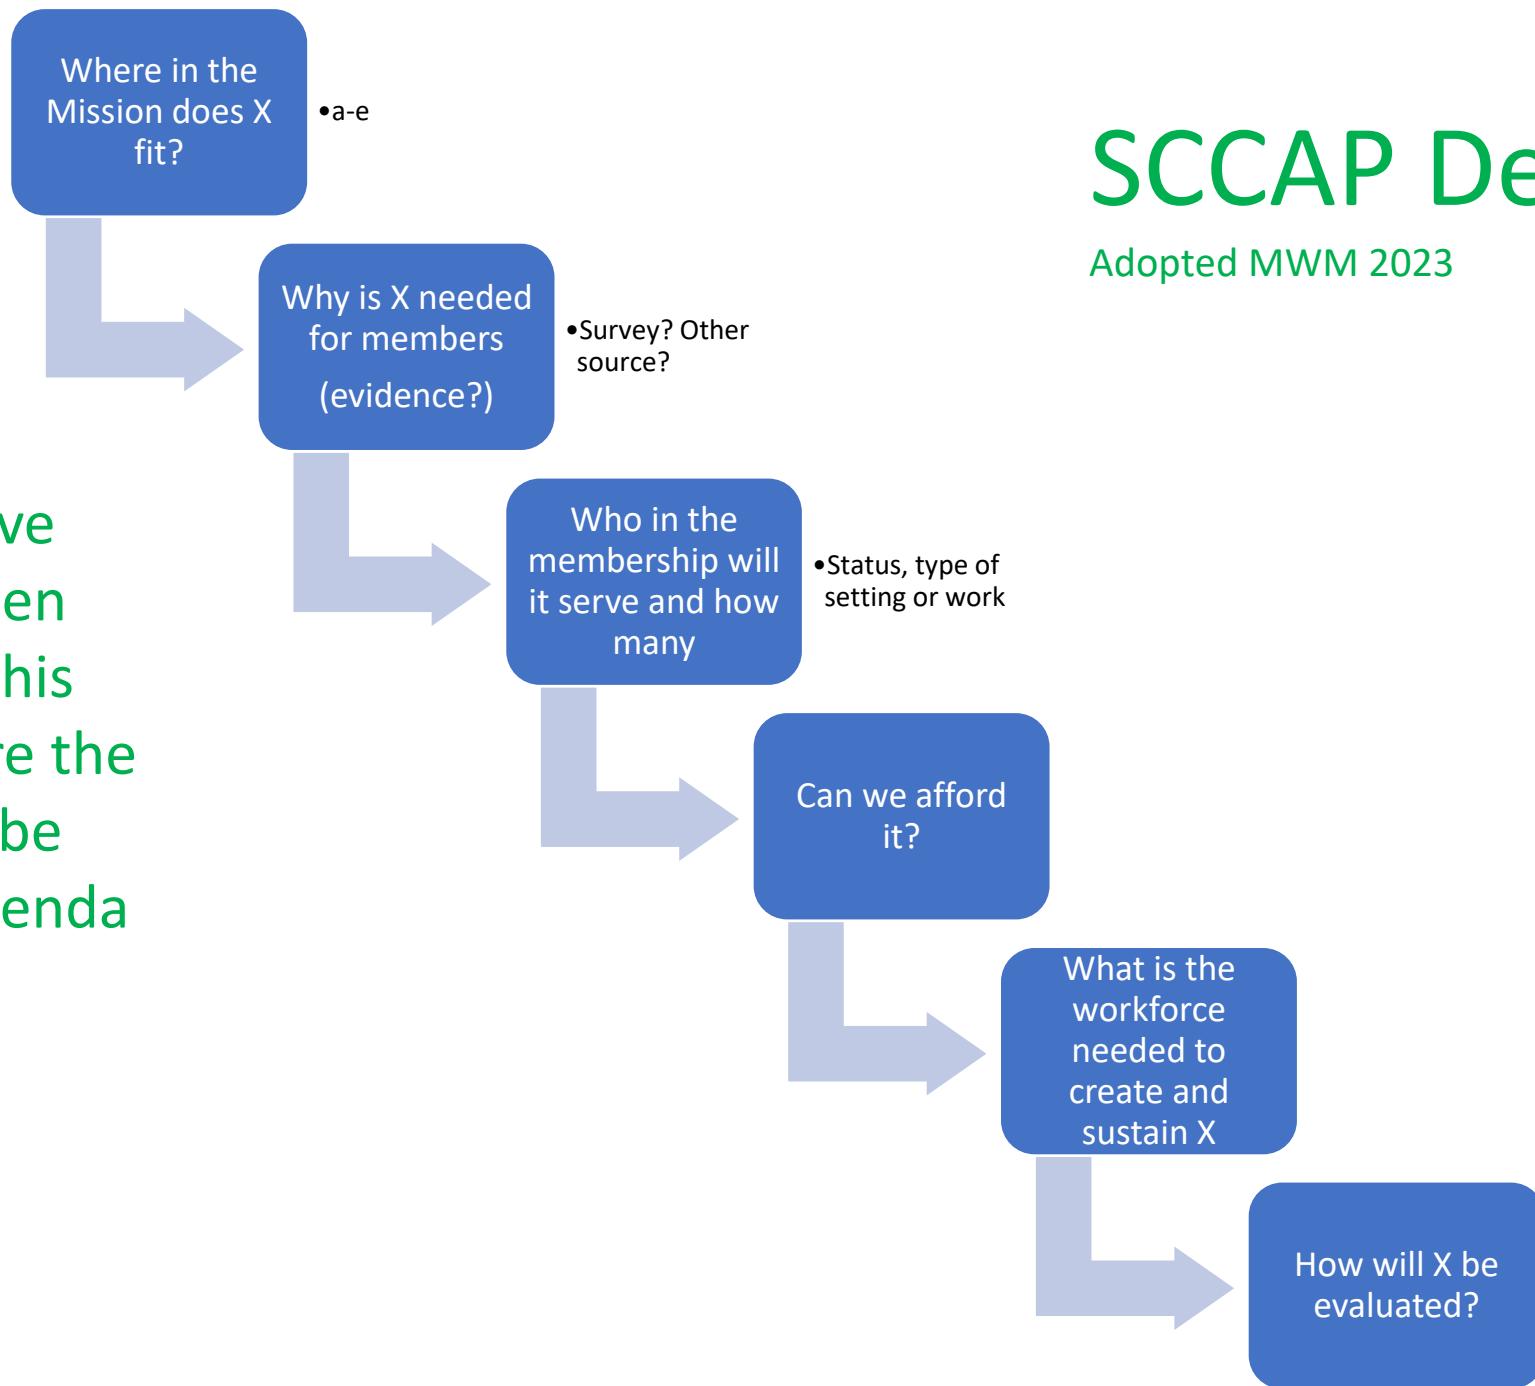 Where in the
Mission does X
fit?
•a-e
SCCAP De
Adopted MWM 2023
Why is X needed
for members
(evidence?)
•Survey? Other
source?
ve
en
his
re the
be
enda
Who in the
membership will
it serve and how
many
•Status, type of
setting or work
Can we afford
it?
What is the
workforce
needed to
create and
sustain X
How will X be
evaluated?